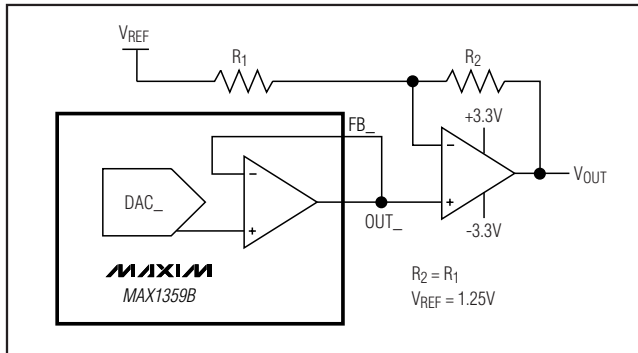 VREF
R1
R2
FB_
+3.3V
DAC_
VOUT
OUT_
-3.3V
MAXIM
MAX1359B
R2 = R1
VREF = 1.25V